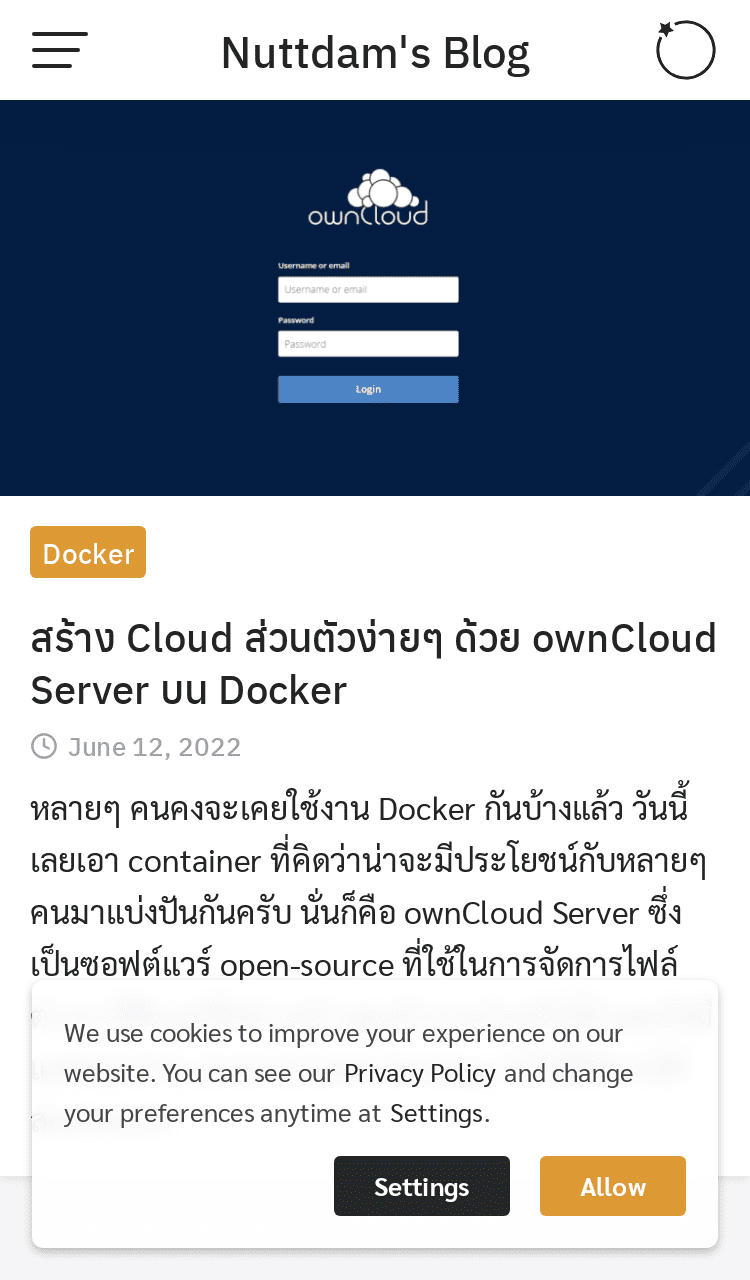 Nuttdam's Blog
ownCloud
Username or email
Username or email
Password
Password
Login
Docker
สร้าง Cloud ส่วนตัวง่ายๆ ด้วย ownCloud
Server บน Docker
June 12, 2022
หลายๆ คนคงจะเคยใช้งาน Docker กันบ้างแล้ว วันนี้
เลยเอา container ที่คิดว่าน่าจะมีประโยชน์กับหลายๆ
คนมาแบ่งปันกันครับ นั่นก็คือ ownCloud Server ซึ่ง
เป็นซอฟต์แวร์ open-source ที่ใช้ในการจัดการไฟล์
We use cookies to improve your experience on our
website. You can see our Privacy Policy and change
your preferences anytime at Settings.
Settings
Allow